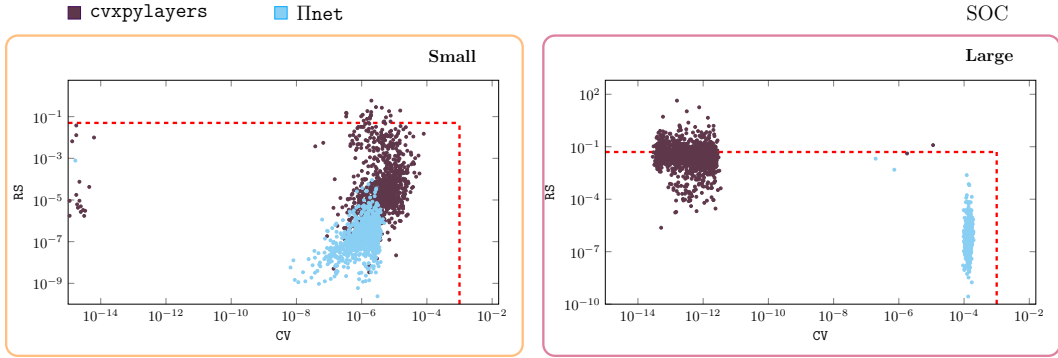 cvxpylayers Πnet SOC
Small
10⁻¹
10⁻³
10⁻⁵
10⁻⁷
10⁻⁹
RS
10⁻¹⁴ 10⁻¹² 10⁻¹⁰ 10⁻⁸ 10⁻⁶ 10⁻⁴ 10⁻²
CV
Large
10²
10⁻¹
10⁻⁴
10⁻⁷
10⁻¹⁰
RS
10⁻¹⁴ 10⁻¹² 10⁻¹⁰ 10⁻⁸ 10⁻⁶ 10⁻⁴ 10⁻²
CV